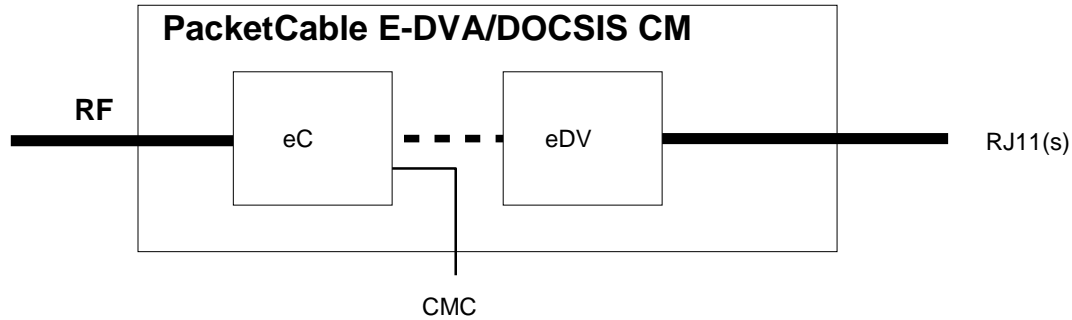 PacketCable E-DVA/DOCSIS CM
RF
eC
eDV
RJ11(s)
CMC